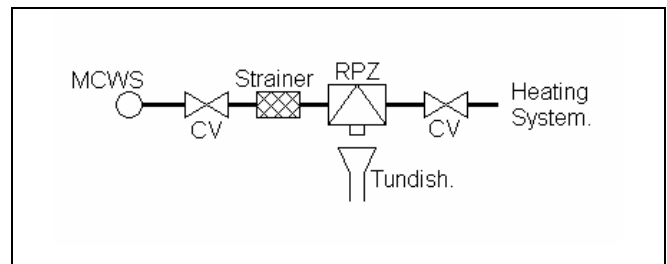 MCWS
Strainer
RPZ
CV
CV
Heating
System.
Tundish.